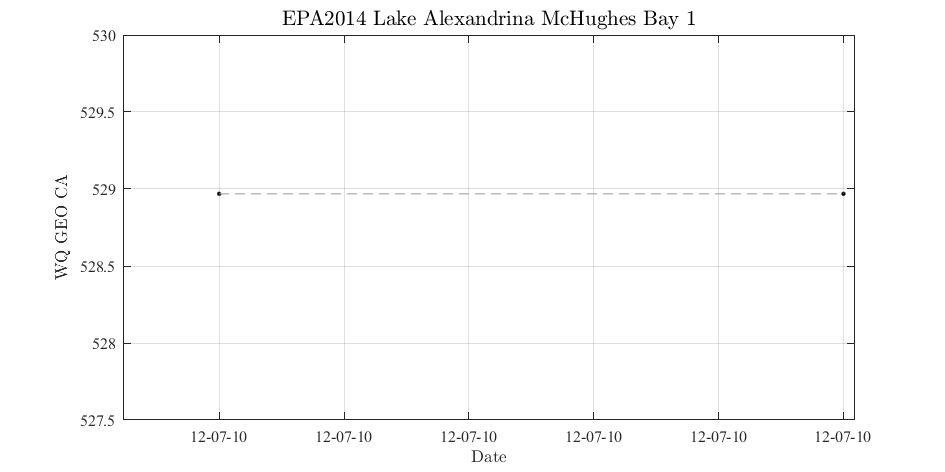 EPA2014 Lake Alexandrina McHughes Bay 1
530
529.5
529
528.5
528
527.5
WQ GEO CA
12-07-10 12-07-10 12-07-10 12-07-10 12-07-10 12-07-10
Date